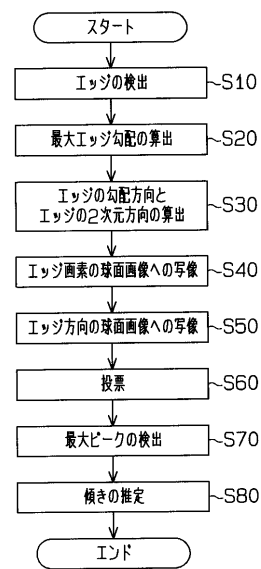 スタート
エッジの検出
S10
最大エッジ勾配の算出
S20
エッジの勾配方向と
エッジの2次元方向の算出
S30
エッジ画素の球面画像への写像
S40
エッジ方向の球面画像への写像
S50
投票
S60
最大ピークの検出
S70
傾きの推定
S80
エンド